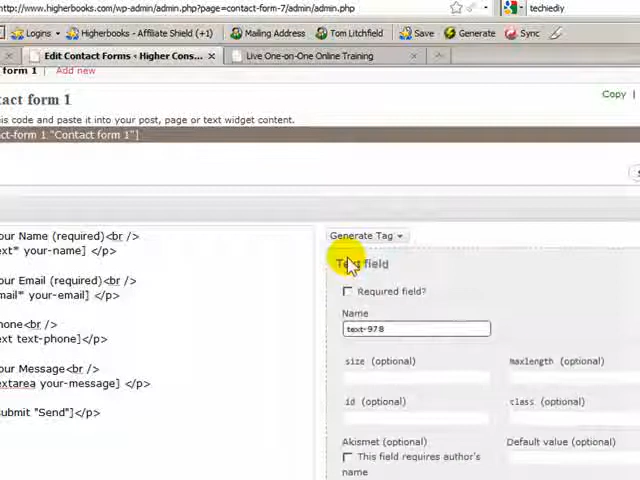 http://www.higherbooks.com/wp-admin/admin.php?page=contact-form-7/admin/admin.php
techiedly
Logins
Higherbooks - Affiliate Shield (+1)
Mailing Address
Tom Litchfield
Save
Generate
Sync
Edit Contact Forms ‹ Higher Cons...
Live One-on-One Online Training
form 1 | Add new
tact form 1
Copy |
is code and paste it into your post, page or text widget content.
act-form 1 "Contact form 1"]
our Name (required)<br />
ext* your-name] </p>
our Email (required)<br />
mail* your-email] </p>
hone<br />
ext text-phone]</p>
our Message<br />
extarea your-message] </p>
submit "Send"]</p>
Generate Tag
Text field
Required field?
Name
text-978
size (optional)
maxlength (optional)
id (optional)
class (optional)
Akismet (optional)
Default value (optional)
This field requires author's
name